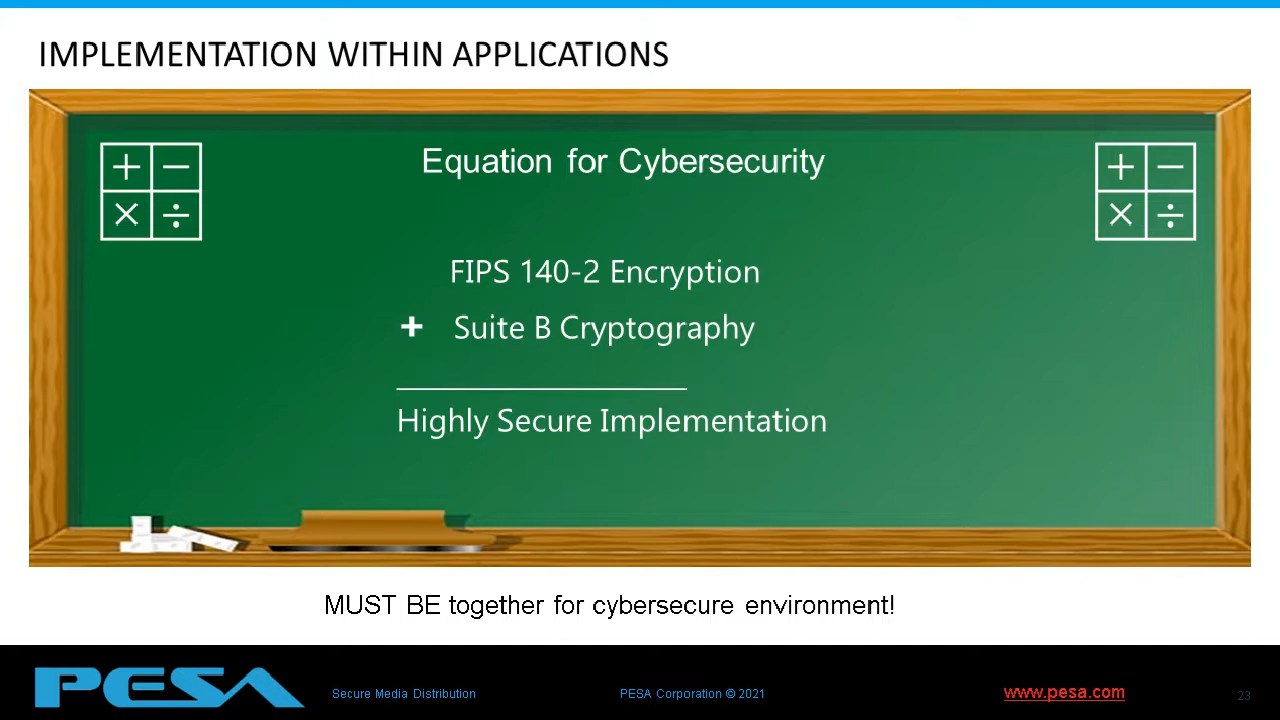 IMPLEMENTATION WITHIN APPLICATIONS
+ − + −
× ÷ × ÷
Equation for Cybersecurity
FIPS 140-2 Encryption
+ Suite B Cryptography
Highly Secure Implementation
MUST BE together for cybersecure environment!
PESA
Secure Media Distribution
PESA Corporation © 2021
www.pesa.com
23